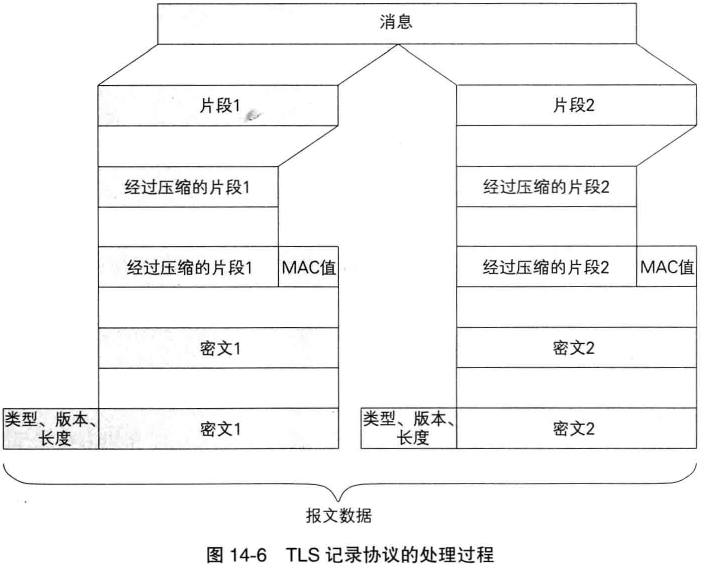 消息
片段1 片段2
经过压缩的片段1 经过压缩的片段2
经过压缩的片段1 MAC值 经过压缩的片段2 MAC值
密文1 密文2
类型、版本、
长度
密文1
类型、版本、
长度
密文2
报文数据
图 14-6 TLS 记录协议的处理过程